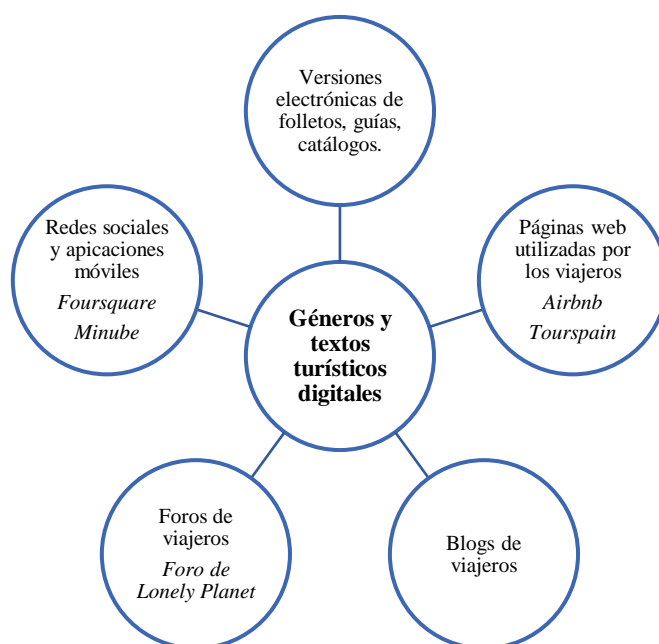 Versiones
electrónicas de
folletos, guías,
catálogos.
Redes sociales
y apicaciones
móviles
Foursquare
Minube
Páginas web
utilizadas por
los viajeros
Airbnb
Tourspain
Géneros y
textos
turísticos
digitales
Foros de
viajeros
Foro de
Lonely Planet
Blogs de
viajeros